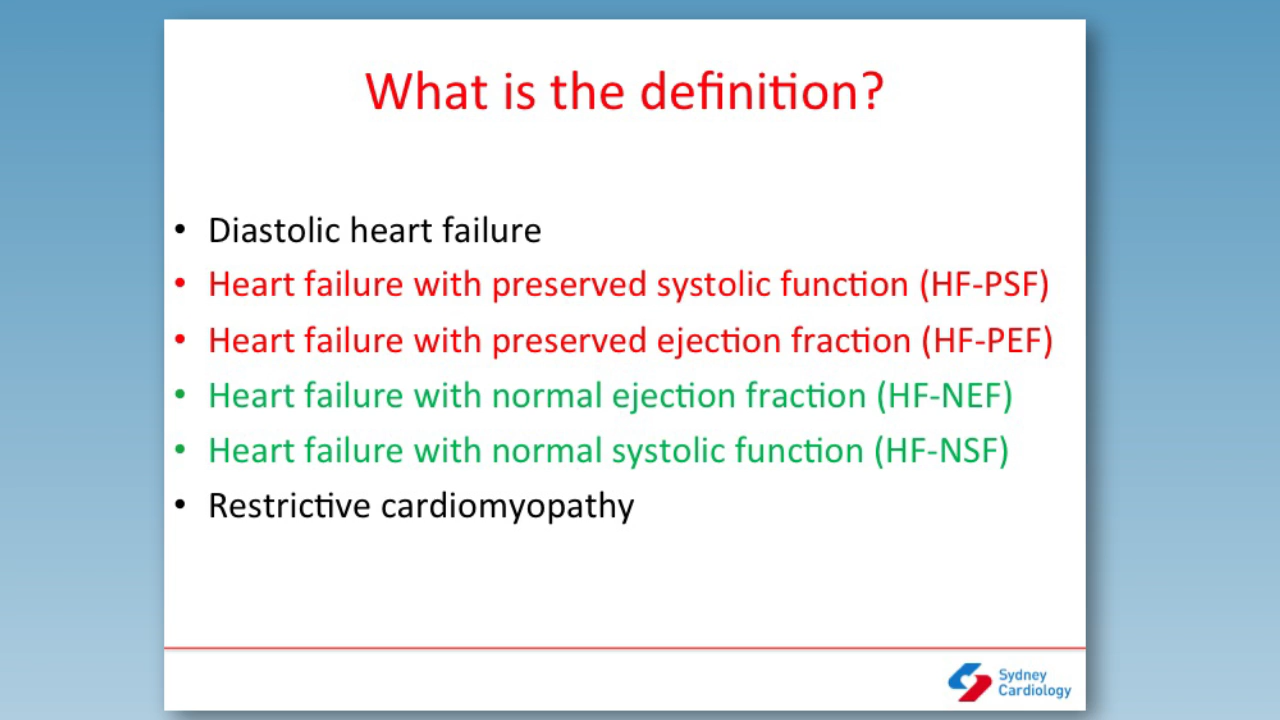 What is the definition?
• Diastolic heart failure
• Heart failure with preserved systolic function (HF-PSF)
• Heart failure with preserved ejection fraction (HF-PEF)
• Heart failure with normal ejection fraction (HF-NEF)
• Heart failure with normal systolic function (HF-NSF)
• Restrictive cardiomyopathy
Sydney
Cardiology